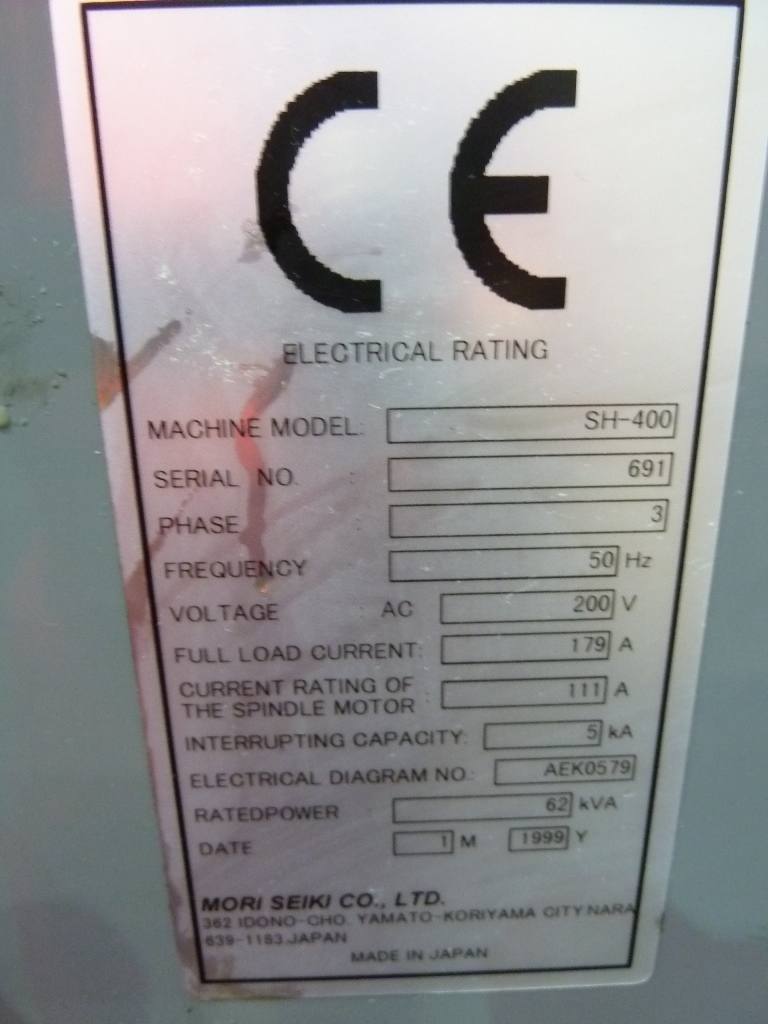 CE
ELECTRICAL RATING
MACHINE MODEL: SH-400
SERIAL NO. : 691
PHASE : 3
FREQUENCY : 50 Hz
VOLTAGE : AC 200 V
FULL LOAD CURRENT: 179 A
CURRENT RATING OF
THE SPINDLE MOTOR : 111 A
INTERRUPTING CAPACITY: 5 kA
ELECTRICAL DIAGRAM NO.: AEK0579
RATEDPOWER : 62 kVA
DATE 1 M 1999 Y
MORI SEIKI CO., LTD.
362 IDONO-CHO, YAMATO-KORIYAMA CITY.NARA
639-1183.JAPAN
MADE IN JAPAN